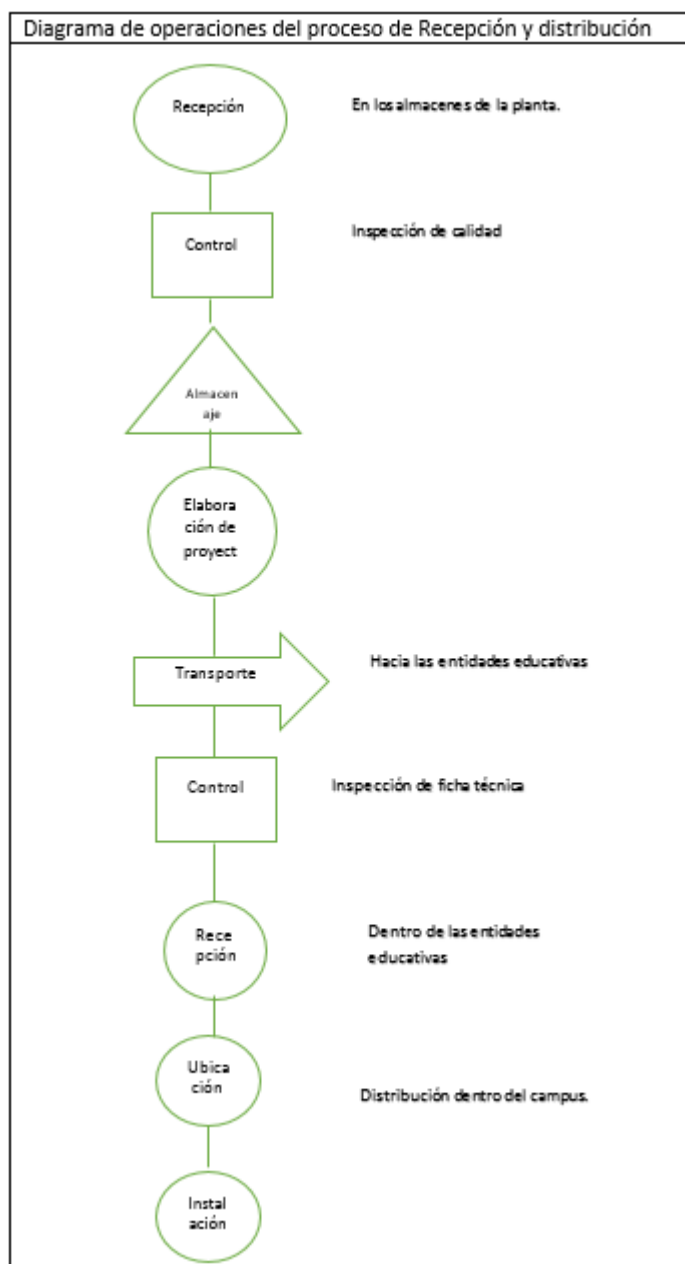 Diagrama de operaciones del proceso de Recepción y distribución
Recepción
En los almacenes de la planta.
Control
Inspección de calidad
Almacen
aje
Elabora
ción de
proyect
Transporte
Hacia las entidades educativas
Control
Inspección de ficha técnica
Rece
pción
Dentro de las entidades
educativas
Ubica
ción
Distribución dentro del campus.
Instal
ación